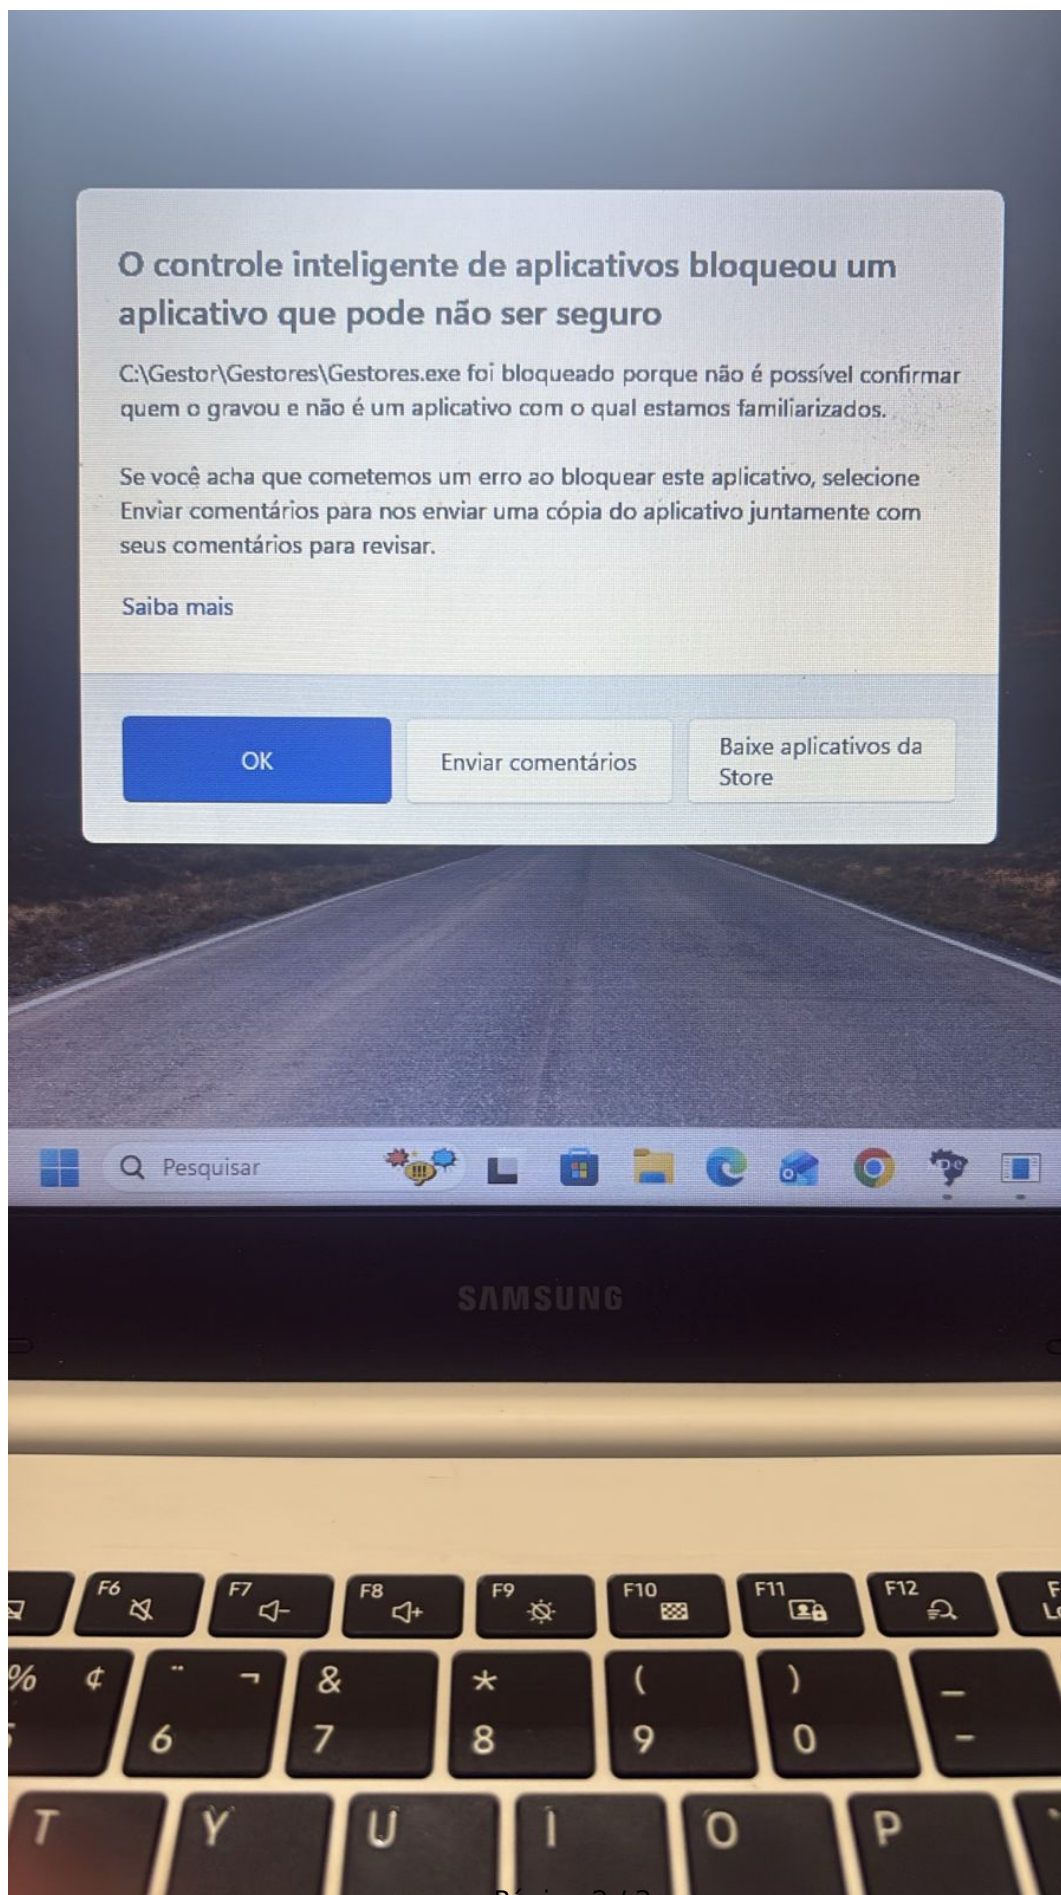 O controle inteligente de aplicativos bloqueou um
aplicativo que pode não ser seguro
C:\Gestor\Gestores\Gestores.exe foi bloqueado porque não é possível confirmar
quem o gravou e não é um aplicativo com o qual estamos familiarizados.
Se você acha que cometemos um erro ao bloquear este aplicativo, selecione
Enviar comentários para nos enviar uma cópia do aplicativo juntamente com
seus comentários para revisar.
Saiba mais
OK
Enviar comentários
Baixe aplicativos da
Store
Pesquisar
SAMSUNG
F6 F7 F8 F9 F10 F11 F12
% ¢ ¨ ¬ & * ( ) _
6 7 8 9 0 -
T Y U I O P